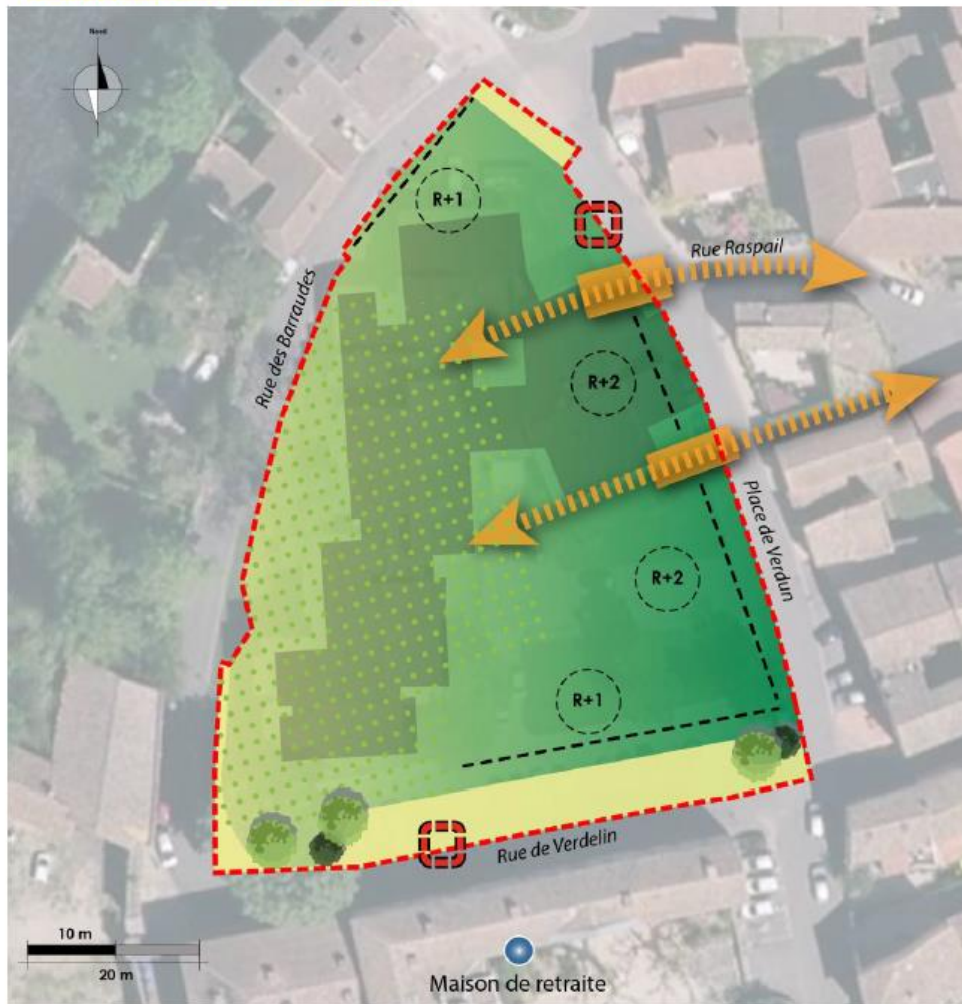 Nord
R+1
Rue Raspail
Rue des Barraudes
R+2
Place de Verdun
R+2
R+1
Rue de Verdelin
10 m
20 m
Maison de retraite